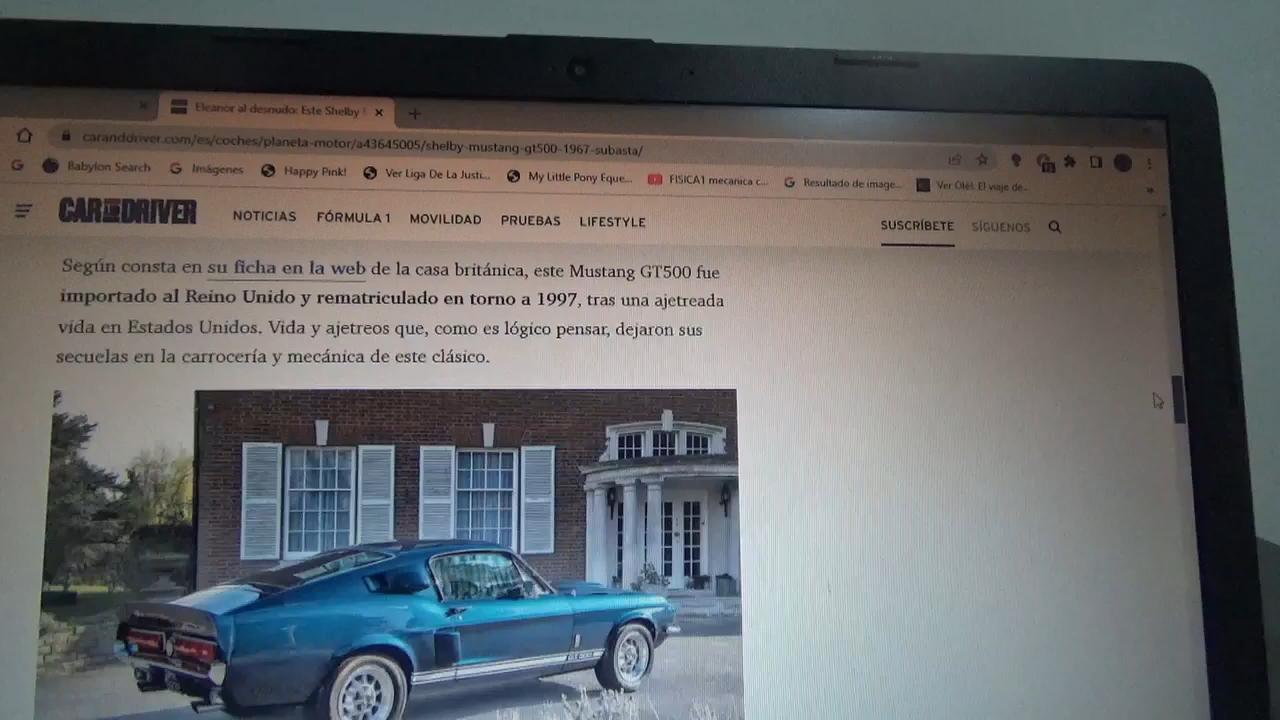 Eleanor al desnudo: Este Shelby
caranddriver.com/es/coches/planeta-motor/a43645005/shelby-mustang-gt500-1967-subasta/
Babylon Search
Imágenes
Happy Pink!
Ver Liga De La Justi...
My Little Pony Eque...
FISICA1 mecanica c...
Resultado de image...
Ver Olé!. El viaje de...
CAR AND DRIVER
NOTICIAS
FÓRMULA 1
MOVILIDAD
PRUEBAS
LIFESTYLE
SUSCRÍBETE
SÍGUENOS
Según consta en su ficha en la web de la casa británica, este Mustang GT500 fue
importado al Reino Unido y rematriculado en torno a 1997, tras una ajetreada
vida en Estados Unidos. Vida y ajetreos que, como es lógico pensar, dejaron sus
secuelas en la carrocería y mecánica de este clásico.